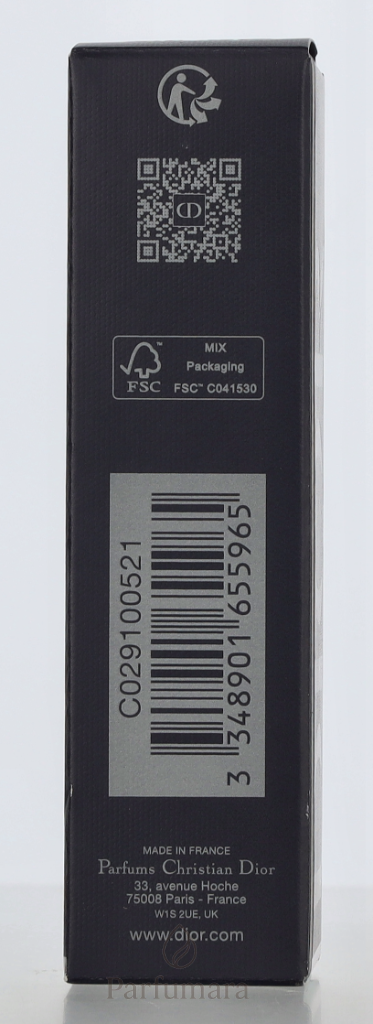 MIX
Packaging
FSC™ C041530
™
FSC
C029100521
3 348901 655965
MADE IN FRANCE
Parfums Christian Dior
33, avenue Hoche
75008 Paris - France
W1S 2UE, UK
www.dior.com
Parfumara